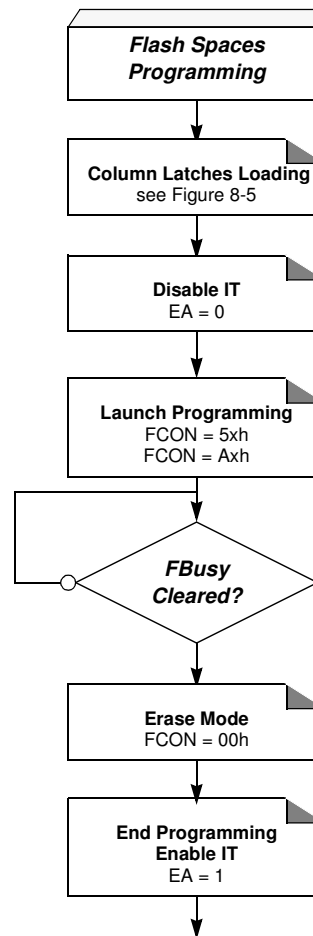 Flash Spaces
Programming
Column Latches Loading
see Figure 8-5
Disable IT
EA = 0
Launch Programming
FCON = 5xh
FCON = Axh
FBusy
Cleared?
Erase Mode
FCON = 00h
End Programming
Enable IT
EA = 1